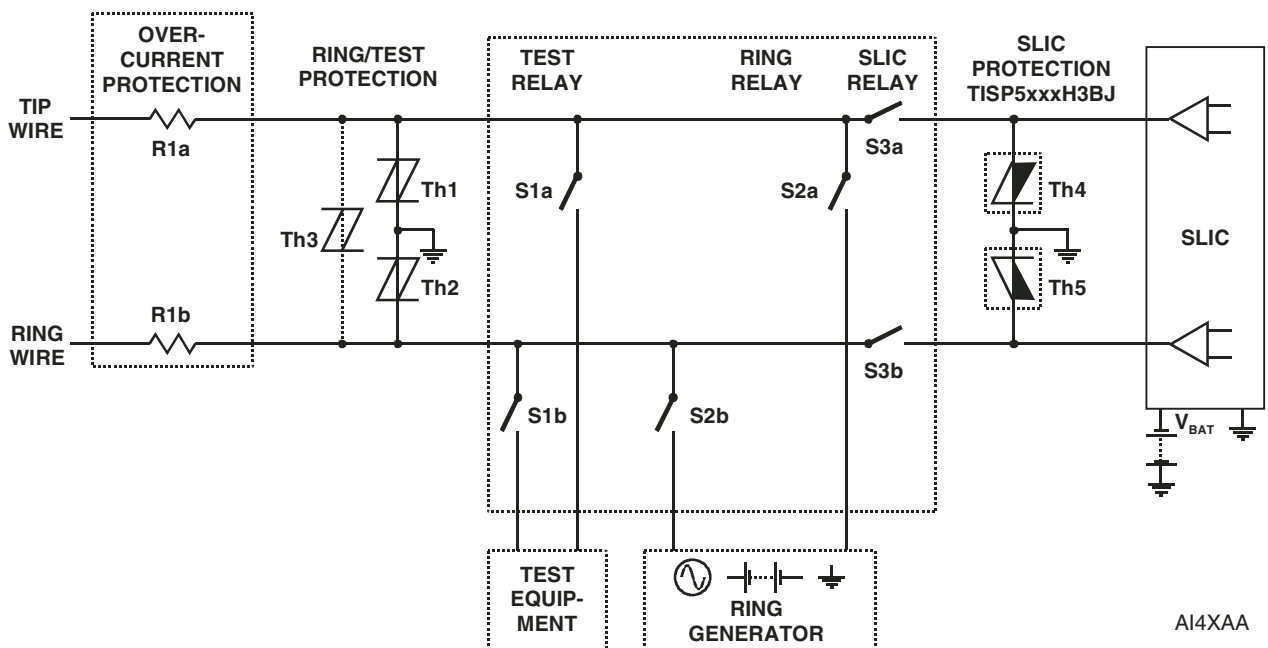 OVER-
CURRENT
PROTECTION
RING/TEST
PROTECTION
TEST
RELAY
RING
RELAY
SLIC
RELAY
SLIC
PROTECTION
TISP5xxxH3BJ
TIP
WIRE
R1a
S3a
Th1
S1a
S2a
Th4
Th3
SLIC
Th2
Th5
R1b
RING
WIRE
S3b
S1b
S2b
VBAT
TEST
EQUIP-
MENT
RING
GENERATOR
AI4XAA